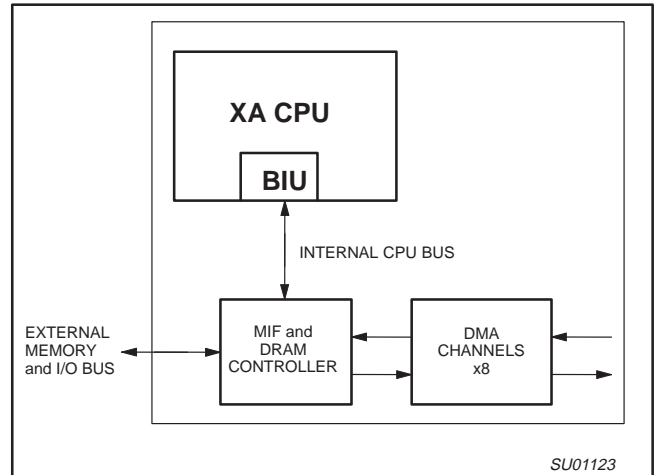 XA CPU
BIU
INTERNAL CPU BUS
EXTERNAL
MEMORY
and I/O BUS
MIF and
DRAM
CONTROLLER
DMA
CHANNELS
x8
SU01123